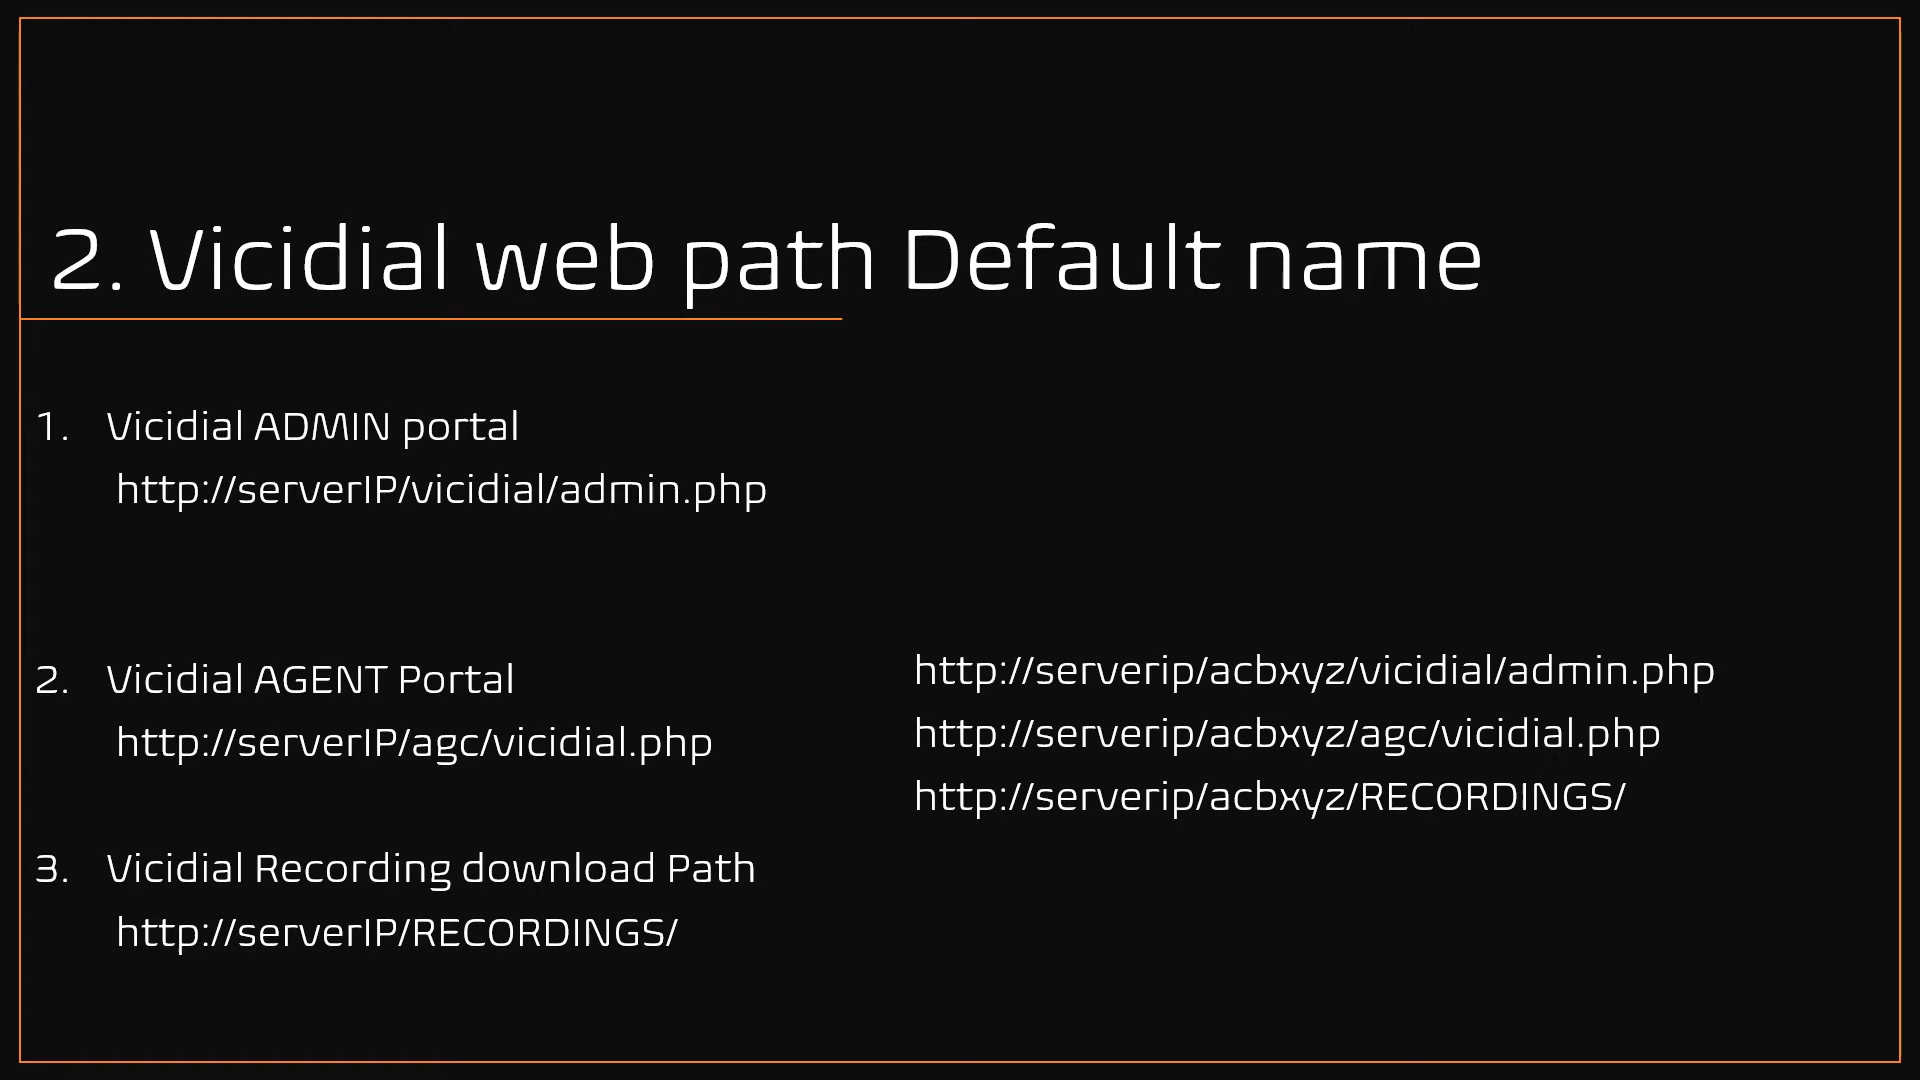 2. Vicidial web path Default name
1. Vicidial ADMIN portal
http://serverIP/vicidial/admin.php
2. Vicidial AGENT Portal
http://serverIP/agc/vicidial.php
3. Vicidial Recording download Path
http://serverIP/RECORDINGS/
http://serverip/acbxyz/vicidial/admin.php
http://serverip/acbxyz/agc/vicidial.php
http://serverip/acbxyz/RECORDINGS/